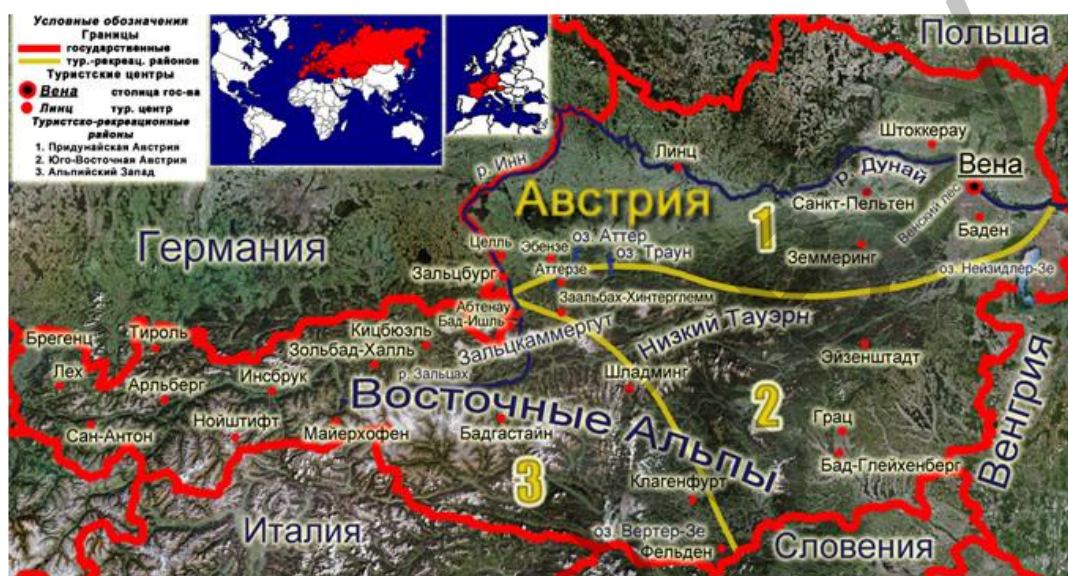 Условные обозначения
Границы
государственные
тур.-рекреац. районов
Туристские центры
Вена столица гос-ва
Линц тур. центр
Туристско-рекреационные
районы
1. Придунайская Австрия
2. Юго-Восточная Австрия
3. Альпийский Запад
Польша
Штоккерау
Линц
р. Инн
р. Дунай
Вена
Австрия
1
Санкт-Пельтен
Венский лес
Баден
Германия
Целль
Эбензе
оз. Аттер
оз. Траун
Земмеринг
оз. Нейзидлер-Зе
Зальцбург
Аттерзе
Абтенау
Бад-Ишль
Заальбах-Хинтерглемм
Брегенц
Тироль
Кицбюэль
Зальцкаммергут
Низкий Тауэрн
Зольбад-Халль
Эйзенштадт
Венгрия
Лех
Арльберг
Инсбрук
р. Зальцах
Шладминг
Восточные Альпы
2
Грац
Сан-Антон
Нойштифт
Майерхофен
Бадгастайн
Бад-Глейхенберг
3
Клагенфурт
Италия
оз. Вертер-Зе
Фельден
Словения